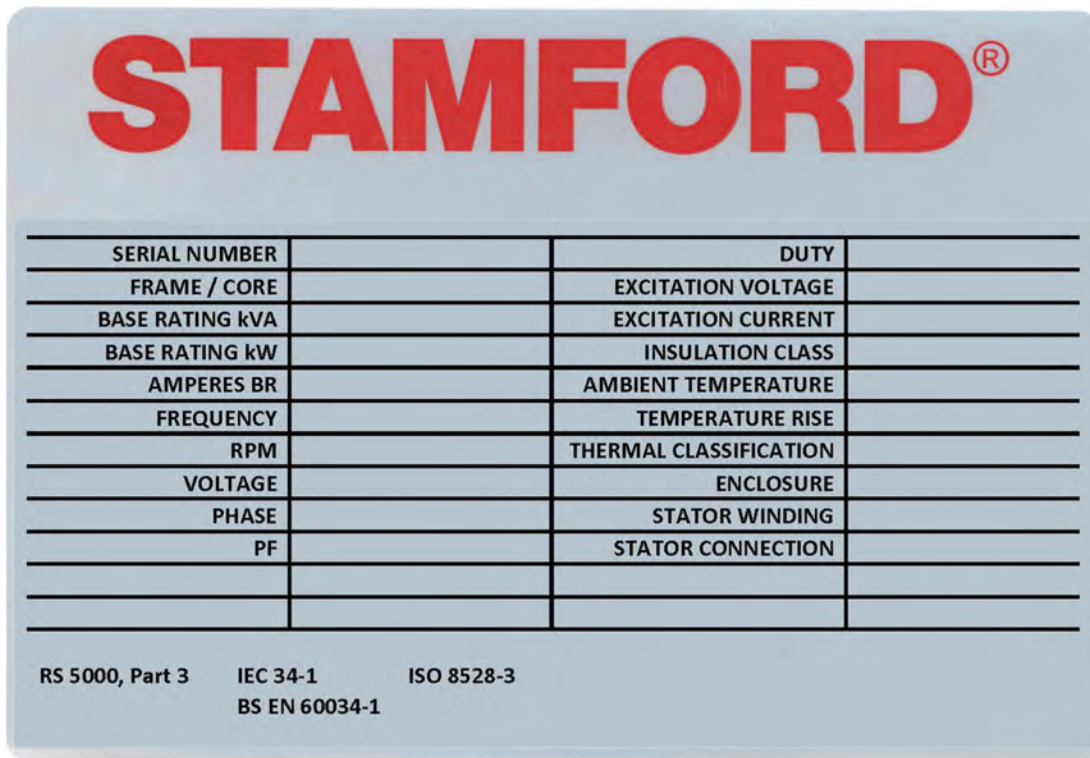 STAMFORD®
SERIAL NUMBER DUTY
FRAME / CORE EXCITATION VOLTAGE
BASE RATING kVA EXCITATION CURRENT
BASE RATING kW INSULATION CLASS
AMPERES BR AMBIENT TEMPERATURE
FREQUENCY TEMPERATURE RISE
RPM THERMAL CLASSIFICATION
VOLTAGE ENCLOSURE
PHASE STATOR WINDING
PF STATOR CONNECTION
RS 5000, Part 3 IEC 34-1 ISO 8528-3
BS EN 60034-1